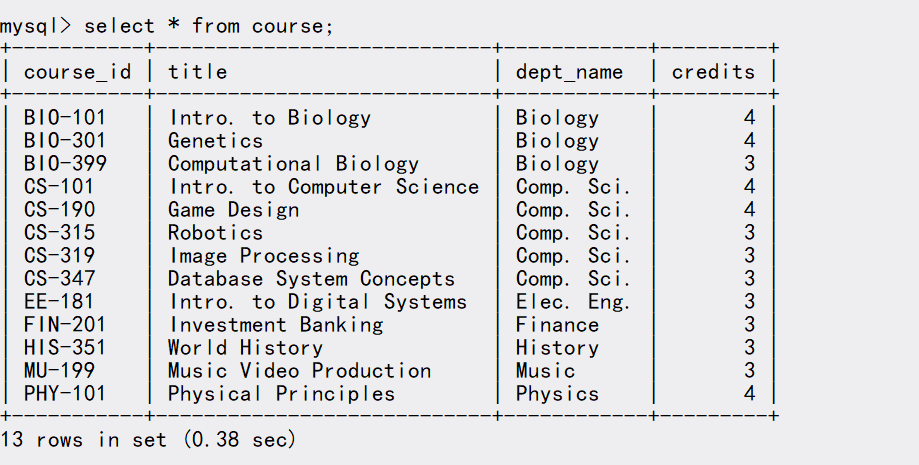 mysql> select * from course;
+-----------+----------------------------+------------+---------+
| course_id | title                      | dept_name  | credits |
+-----------+----------------------------+------------+---------+
| BIO-101   | Intro. to Biology          | Biology    |       4 |
| BIO-301   | Genetics                   | Biology    |       4 |
| BIO-399   | Computational Biology      | Biology    |       3 |
| CS-101    | Intro. to Computer Science | Comp. Sci. |       4 |
| CS-190    | Game Design                | Comp. Sci. |       4 |
| CS-315    | Robotics                   | Comp. Sci. |       3 |
| CS-319    | Image Processing           | Comp. Sci. |       3 |
| CS-347    | Database System Concepts   | Comp. Sci. |       3 |
| EE-181    | Intro. to Digital Systems  | Elec. Eng. |       3 |
| FIN-201   | Investment Banking         | Finance    |       3 |
| HIS-351   | World History              | History    |       3 |
| MU-199    | Music Video Production     | Music      |       3 |
| PHY-101   | Physical Principles        | Physics    |       4 |
+-----------+----------------------------+------------+---------+
13 rows in set (0.38 sec)